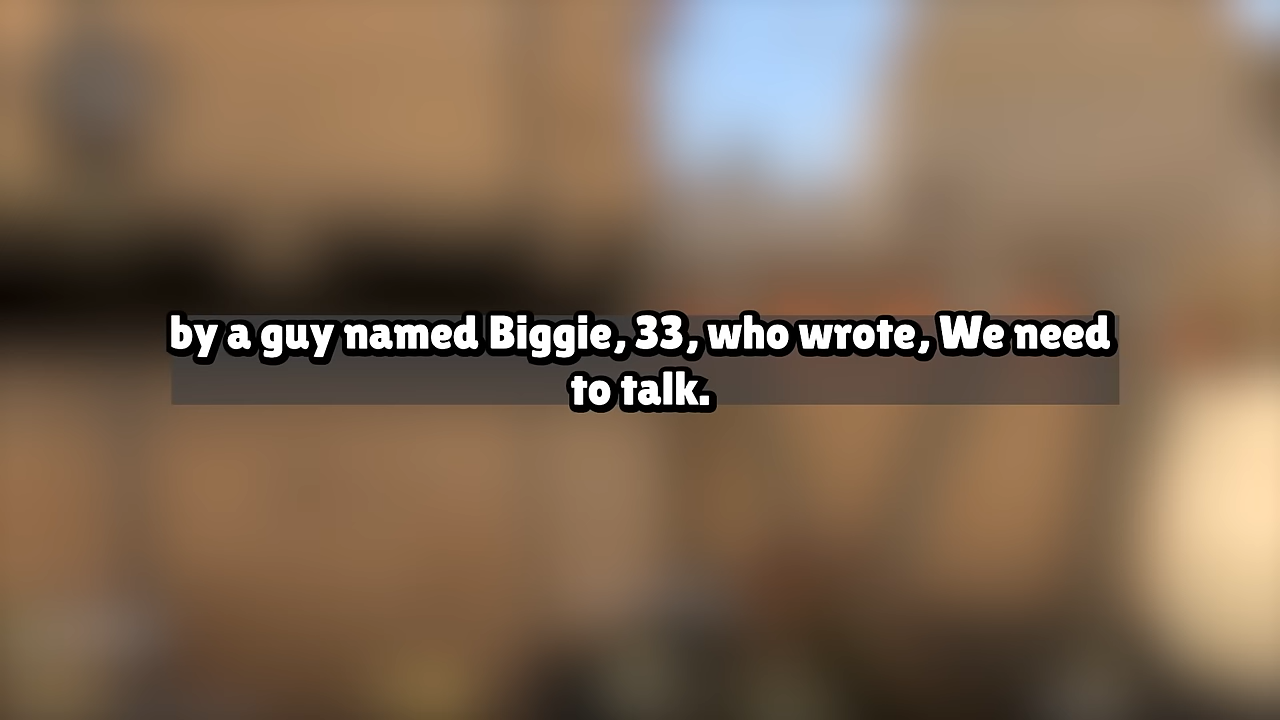 by a guy named Biggie, 33, who wrote, We need
to talk.